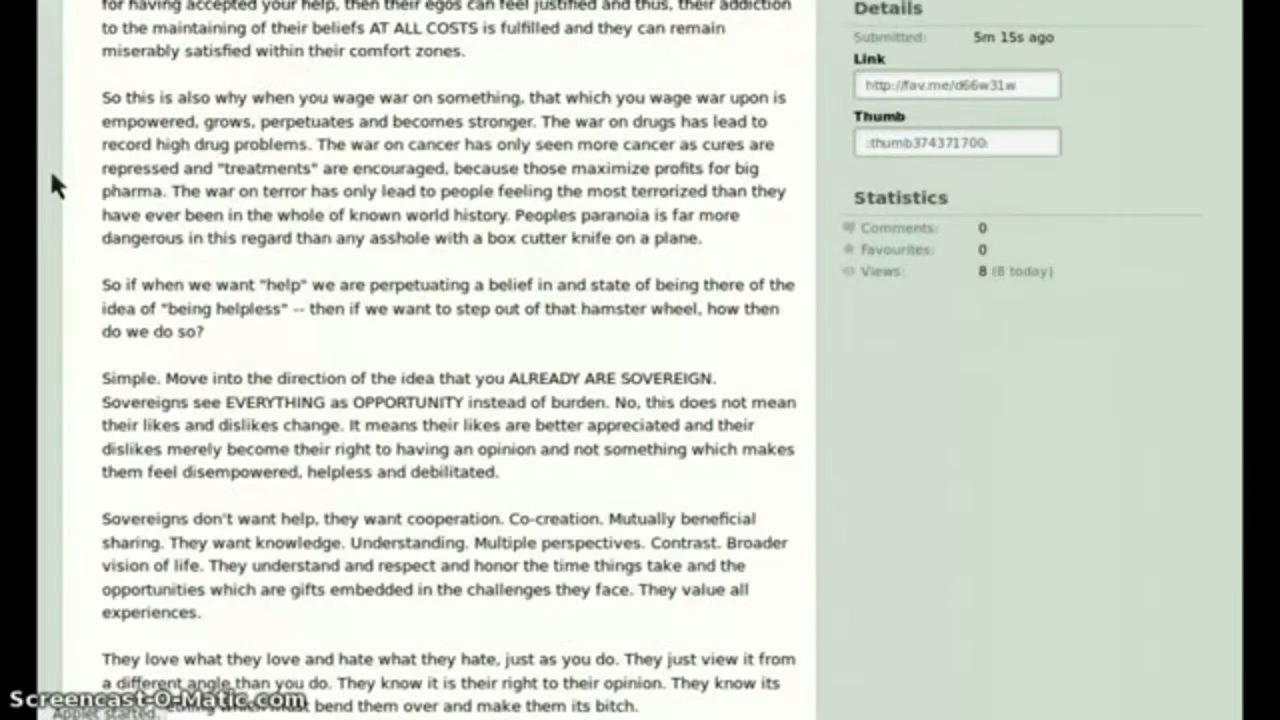 for having accepted your help, then their egos can feel justified and thus, their addiction
to the maintaining of their beliefs AT ALL COSTS is fulfilled and they can remain
miserably satisfied within their comfort zones.
So this is also why when you wage war on something, that which you wage war upon is
empowered, grows, perpetuates and becomes stronger. The war on drugs has lead to
record high drug problems. The war on cancer has only seen more cancer as cures are
repressed and "treatments" are encouraged, because those maximize profits for big
pharma. The war on terror has only lead to people feeling the most terrorized than they
have ever been in the whole of known world history. Peoples paranoia is far more
dangerous in this regard than any asshole with a box cutter knife on a plane.
So if when we want "help" we are perpetuating a belief in and state of being there of the
idea of "being helpless" -- then if we want to step out of that hamster wheel, how then
do we do so?
Simple. Move into the direction of the idea that you ALREADY ARE SOVEREIGN.
Sovereigns see EVERYTHING as OPPORTUNITY instead of burden. No, this does not mean
their likes and dislikes change. It means their likes are better appreciated and their
dislikes merely become their right to having an opinion and not something which makes
them feel disempowered, helpless and debilitated.
Sovereigns don't want help, they want cooperation. Co-creation. Mutually beneficial
sharing. They want knowledge. Understanding. Multiple perspectives. Contrast. Broader
vision of life. They understand and respect and honor the time things take and the
opportunities which are gifts embedded in the challenges they face. They value all
experiences.
They love what they love and hate what they hate, just as you do. They just view it from
a different angle than you do. They know it is their right to their opinion. They know its
bend them over and make them its bitch.
Details
Submitted: 5m 15s ago
Link
http://fav.me/d66w31w
Thumb
:thumb374371700:
Statistics
Comments: 0
Favourites: 0
Views: 8 (8 today)
Screencast-O-Matic.com
Applet started.